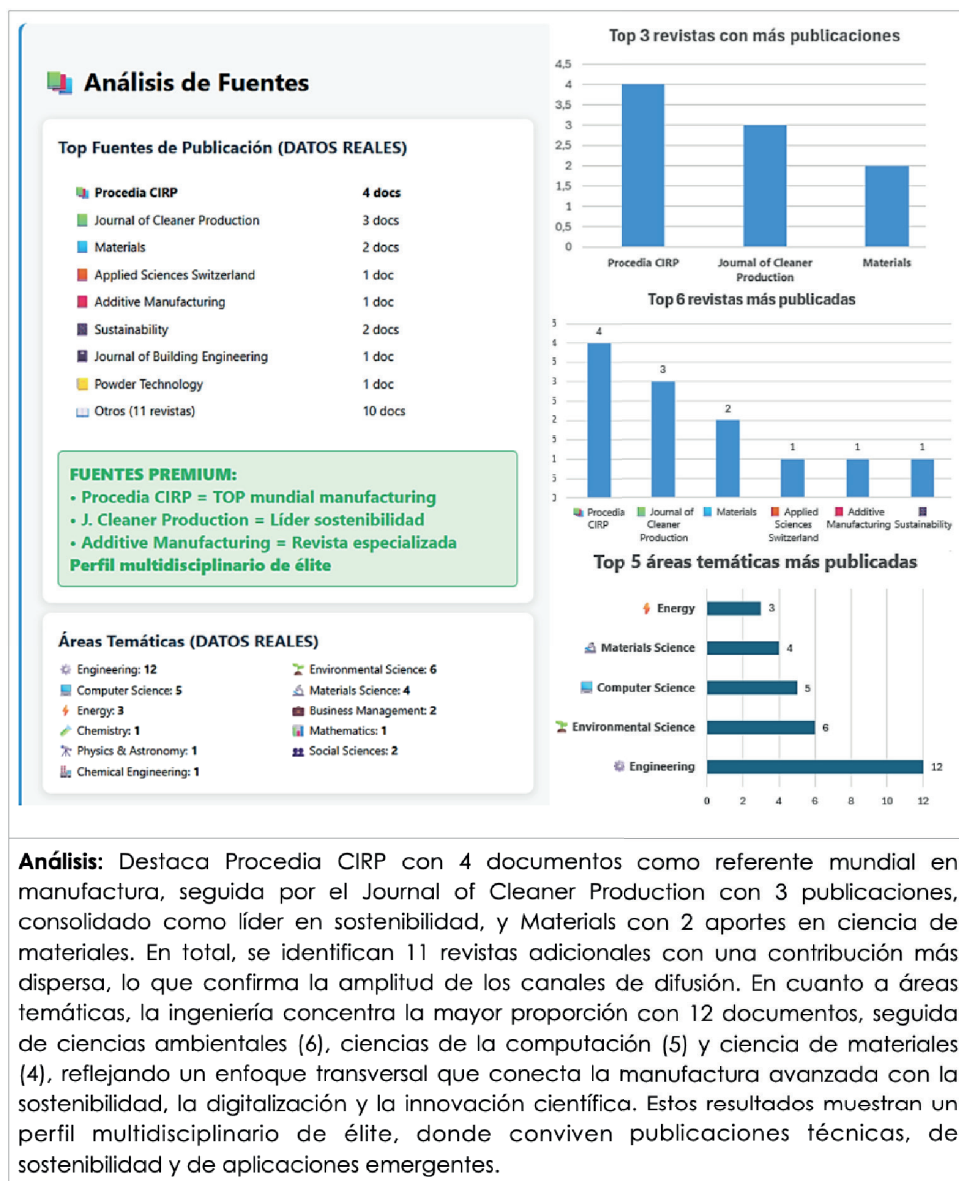 Análisis de Fuentes
Top Fuentes de Publicación (DATOS REALES)
Procedia CIRP 4 docs
Journal of Cleaner Production 3 docs
Materials 2 docs
Applied Sciences Switzerland 1 doc
Additive Manufacturing 1 doc
Sustainability 2 docs
Journal of Building Engineering 1 doc
Powder Technology 1 doc
Otros (11 revistas) 10 docs
FUENTES PREMIUM:
• Procedia CIRP = TOP mundial manufacturing
• J. Cleaner Production = Líder sostenibilidad
• Additive Manufacturing = Revista especializada
Perfil multidisciplinario de élite
Áreas Temáticas (DATOS REALES)
Engineering: 12
Computer Science: 5
Energy: 3
Chemistry: 1
Physics & Astronomy: 1
Chemical Engineering: 1
Environmental Science: 6
Materials Science: 4
Business Management: 2
Mathematics: 1
Social Sciences: 2
Top 3 revistas con más publicaciones
4,5
4
3,5
3
2,5
2
1,5
1
0,5
0
Procedia CIRP
Journal of Cleaner
Production
Materials
Top 6 revistas más publicadas
5
4
5
3
5
2
5
1
5
0
4
3
2
1
1
1
Procedia
CIRP
Journal of
Cleaner
Production
Materials
Applied
Sciences
Switzerland
Additive
Manufacturing
Sustainability
Top 5 áreas temáticas más publicadas
Energy 3
Materials Science 4
Computer Science 5
Environmental Science 6
Engineering 12
0 2 4 6 8 10 12
Análisis: Destaca Procedia CIRP con 4 documentos como referente mundial en
manufactura, seguida por el Journal of Cleaner Production con 3 publicaciones,
consolidado como líder en sostenibilidad, y Materials con 2 aportes en ciencia de
materiales. En total, se identifican 11 revistas adicionales con una contribución más
dispersa, lo que confirma la amplitud de los canales de difusión. En cuanto a áreas
temáticas, la ingeniería concentra la mayor proporción con 12 documentos, seguida
de ciencias ambientales (6), ciencias de la computación (5) y ciencia de materiales
(4), reflejando un enfoque transversal que conecta la manufactura avanzada con la
sostenibilidad, la digitalización y la innovación científica. Estos resultados muestran un
perfil multidisciplinario de élite, donde conviven publicaciones técnicas, de
sostenibilidad y de aplicaciones emergentes.